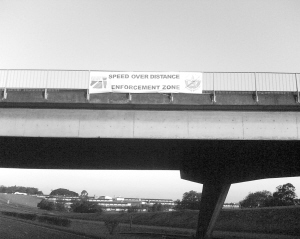 SPEED OVER DISTANCE
ENFORCEMENT ZONE